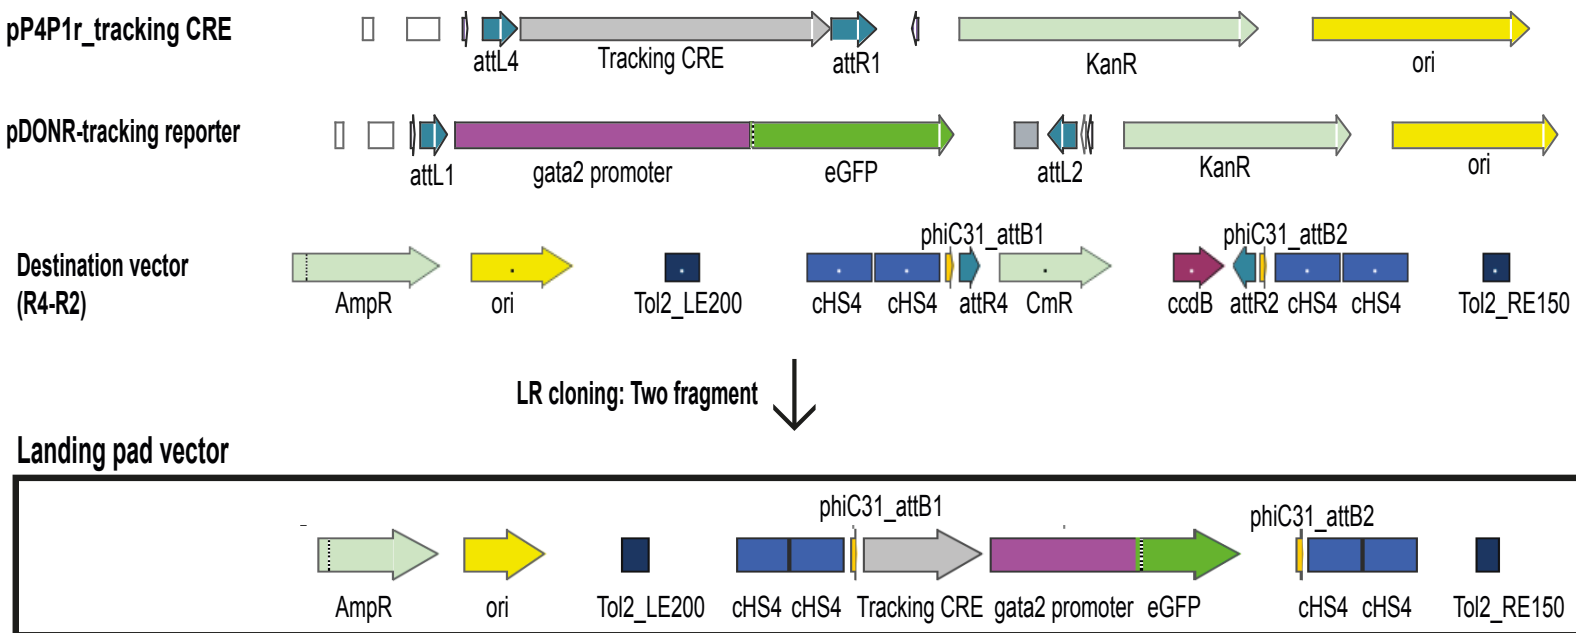 pP4P1r_tracking CRE
attL4 Tracking CRE attR1 KanR ori
pDONR-tracking reporter
attL1 gata2 promoter eGFP attL2 KanR ori
phiC31_attB1 phiC31_attB2
Destination vector
(R4-R2)
AmpR ori Tol2_LE200 cHS4 cHS4 attR4 CmR ccdB attR2 cHS4 cHS4 Tol2_RE150
LR cloning: Two fragment
Landing pad vector
phiC31_attB1 phiC31_attB2
AmpR ori Tol2_LE200 cHS4 cHS4 Tracking CRE gata2 promoter eGFP cHS4 cHS4 Tol2_RE150